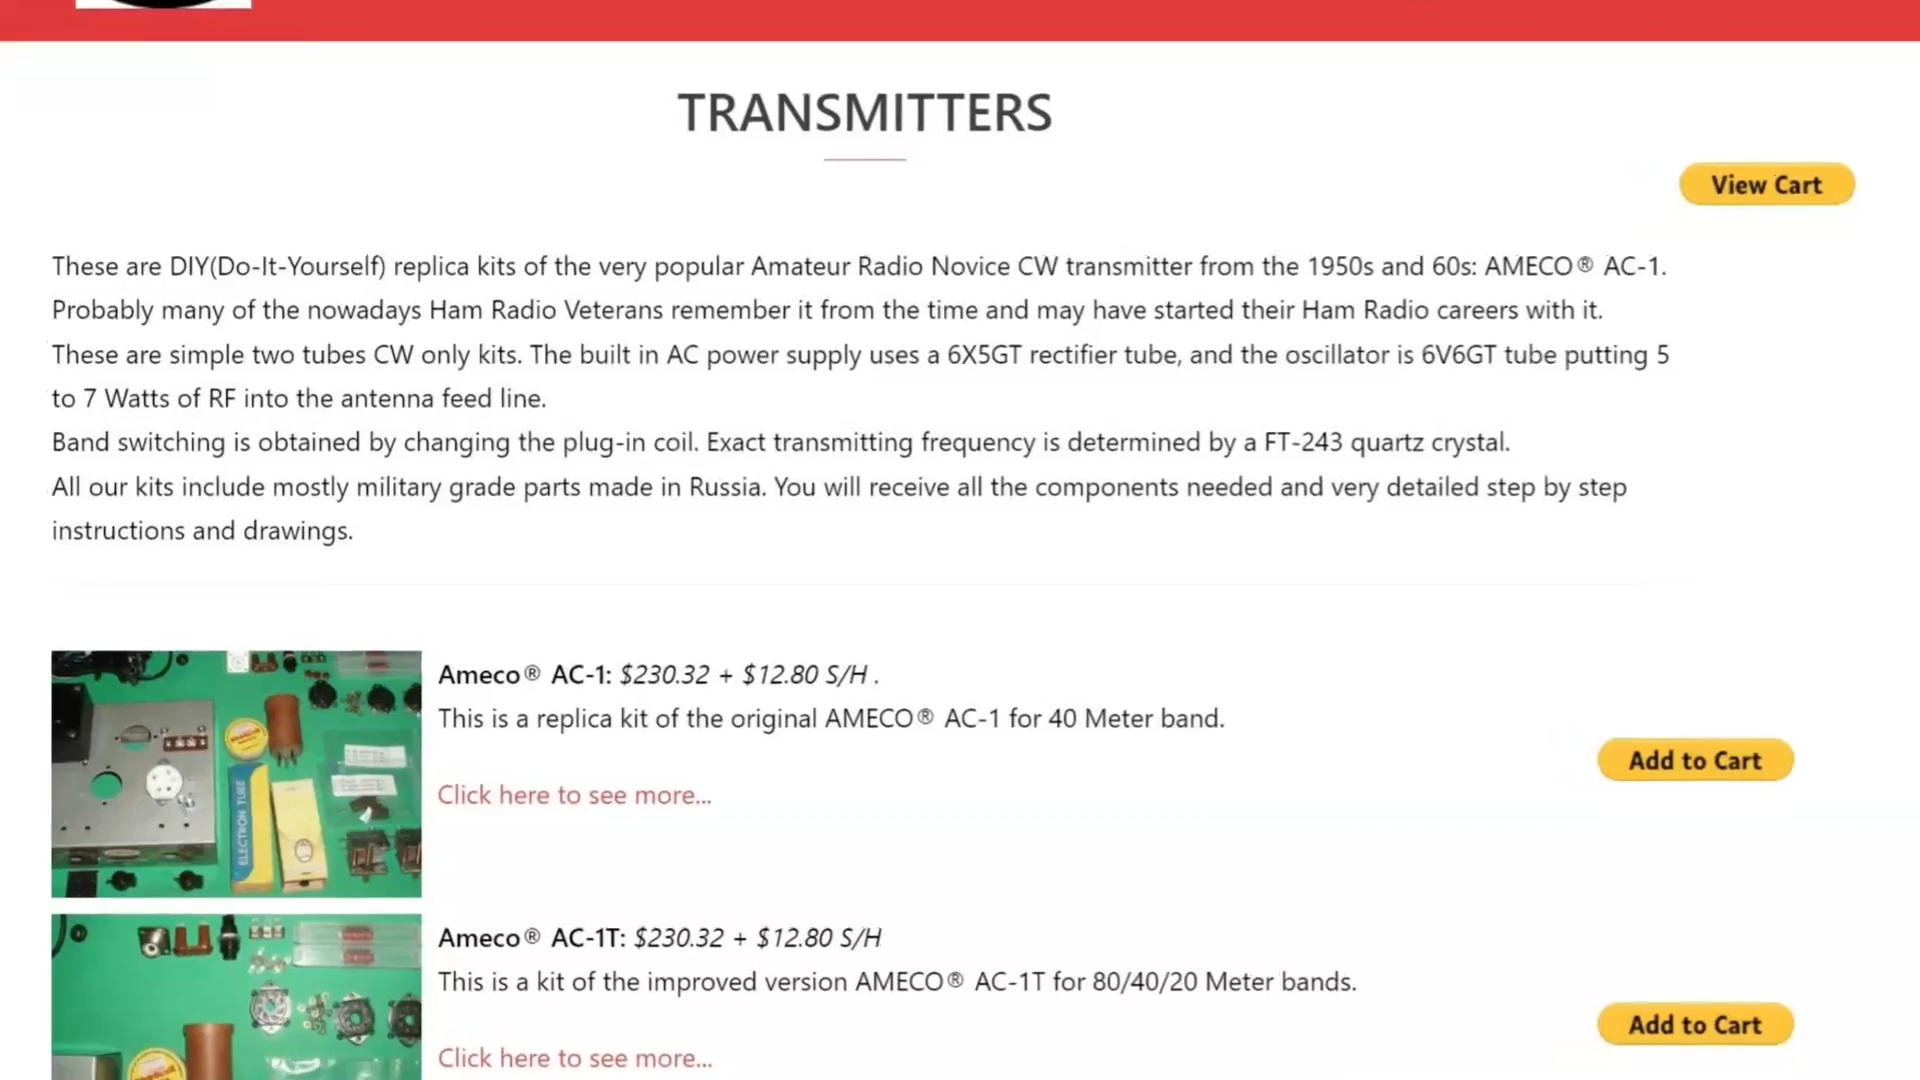 TRANSMITTERS
View Cart
These are DIY(Do-It-Yourself) replica kits of the very popular Amateur Radio Novice CW transmitter from the 1950s and 60s: AMECO® AC-1.
Probably many of the nowadays Ham Radio Veterans remember it from the time and may have started their Ham Radio careers with it.
These are simple two tubes CW only kits. The built in AC power supply uses a 6X5GT rectifier tube, and the oscillator is 6V6GT tube putting 5
to 7 Watts of RF into the antenna feed line.
Band switching is obtained by changing the plug-in coil. Exact transmitting frequency is determined by a FT-243 quartz crystal.
All our kits include mostly military grade parts made in Russia. You will receive all the components needed and very detailed step by step
instructions and drawings.
ELECTRON TUBE
Ameco® AC-1: $230.32 + $12.80 S/H .
This is a replica kit of the original AMECO® AC-1 for 40 Meter band.
Add to Cart
Click here to see more...
Ameco® AC-1T: $230.32 + $12.80 S/H
This is a kit of the improved version AMECO® AC-1T for 80/40/20 Meter bands.
Add to Cart
Click here to see more...